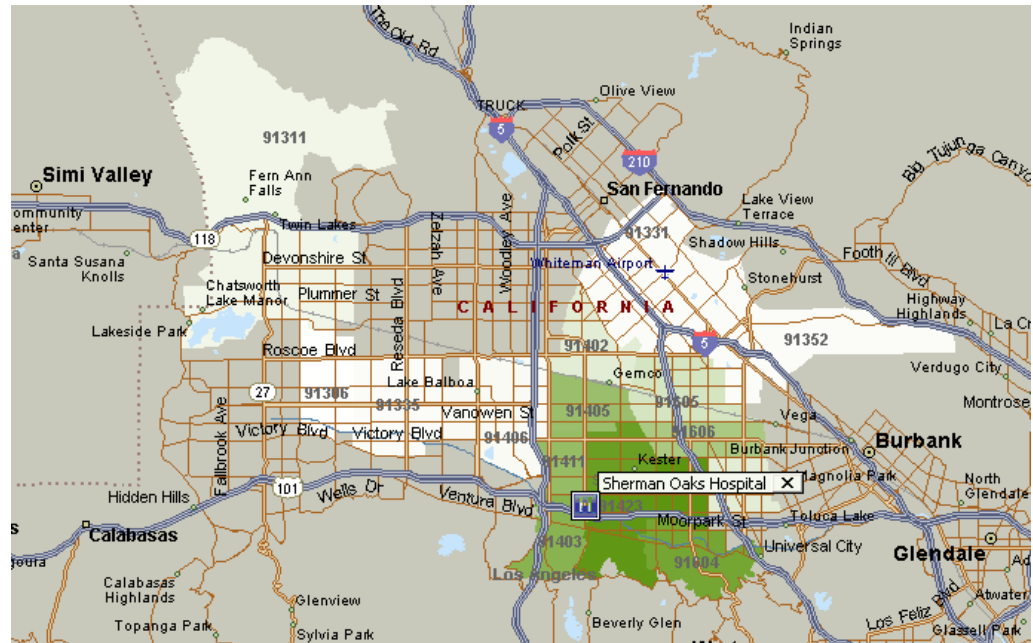 The Old Rd
Indian
Springs
Olive View
TRUCK
5
Polk St
91311
210
Big Tujunga Canyo
Simi Valley
Fern Ann
Falls
San Fernando
Zelzah Ave
Woodley Ave
ommunity
enter
Twin Lakes
Lake View
Terrace
118
91331
Shadow Hills
Santa Susana
Knolls
Devonshire St
Whiteman Airport
Foothill Blvd
Stonehurst
Chatsworth
Lake Manor
Plummer St
Reseda Blvd
CALIFORNIA
Highway
Highlands
Lakeside Park
La Cr
Roscoe Blvd
91402
5
91352
Verdugo City
Gemco
27
91306
Lake Balboa
91335
91605
Montrose
Vanowen St
91405
Vega
Fallbrook Ave
Victory Blvd
Victory Blvd
91406
91606
Burbank Junction
Burbank
91411
Kester
Magnolia Park
101
Wells Dr
Sherman Oaks Hospital
North
Glendale
Hidden Hills
Ventura Blvd
H
91423
Moorpark St
Toluca Lake
s
Calabasas
91403
Universal City
Glendale
goura
Los Angeles
91604
Ad
Calabasas
Highlands
Atwater
Glenview
Los Feliz Blvd
Beverly Glen
Topanga Park
Sylvia Park
Glassell Park